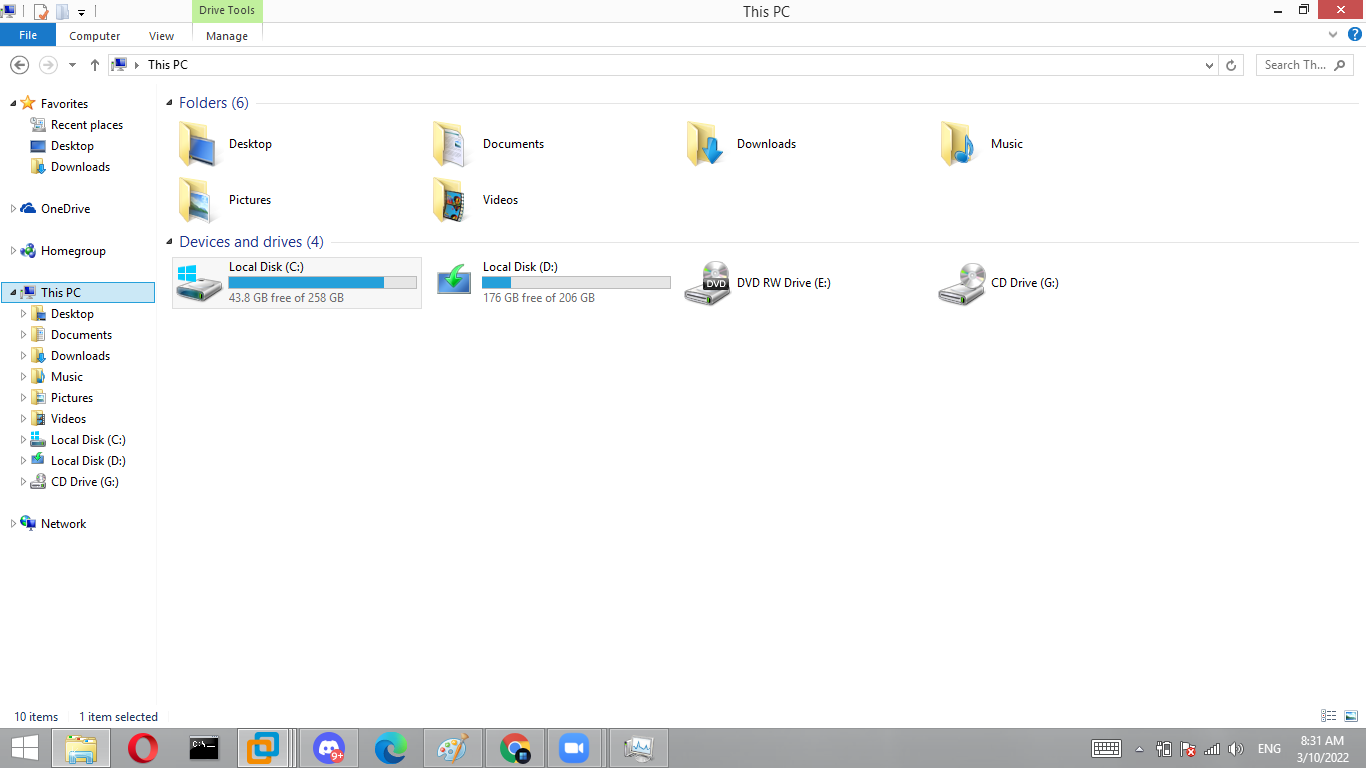 Drive Tools
This PC
File
Computer
View
Manage
This PC
Search Th...
Favorites
Recent places
Desktop
Downloads
OneDrive
Homegroup
This PC
Desktop
Documents
Downloads
Music
Pictures
Videos
Local Disk (C:)
Local Disk (D:)
CD Drive (G:)
Network
Folders (6)
Desktop
Documents
Downloads
Music
Pictures
Videos
Devices and drives (4)
Local Disk (C:)
43.8 GB free of 258 GB
Local Disk (D:)
176 GB free of 206 GB
DVD
DVD RW Drive (E:)
CD Drive (G:)
10 items
1 item selected
C:\_
9+
ENG
8:31 AM
3/10/2022